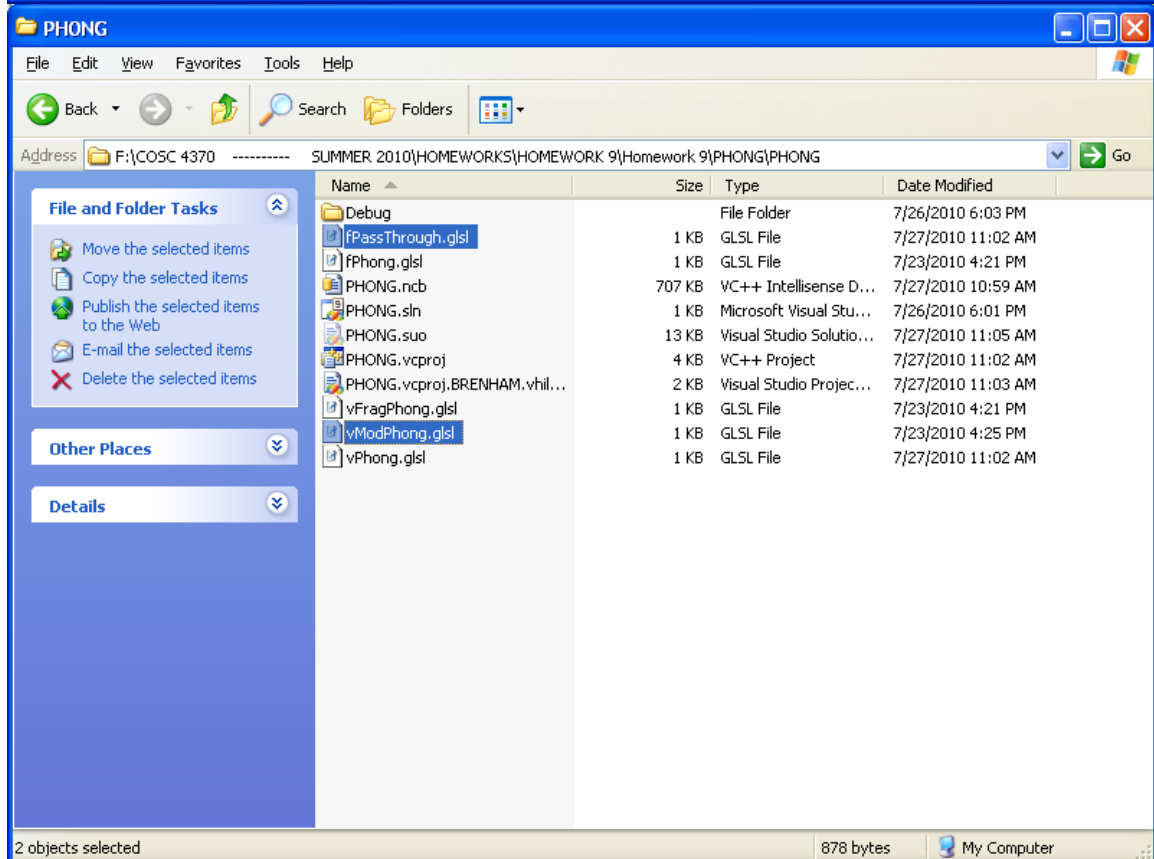 PHONG
File Edit View Favorites Tools Help
Back Search Folders
Address F:\COSC 4370 ---------- SUMMER 2010\HOMEWORKS\HOMEWORK 9\Homework 9\PHONG\PHONG Go
File and Folder Tasks
Move the selected items
Copy the selected items
Publish the selected items
to the Web
E-mail the selected items
Delete the selected items
Other Places
Details
Name Size Type Date Modified
Debug File Folder 7/26/2010 6:03 PM
fPassThrough.glsl 1 KB GLSL File 7/27/2010 11:02 AM
fPhong.glsl 1 KB GLSL File 7/23/2010 4:21 PM
PHONG.ncb 707 KB VC++ Intellisense D... 7/27/2010 10:59 AM
PHONG.sln 1 KB Microsoft Visual Stu... 7/26/2010 6:01 PM
PHONG.suo 13 KB Visual Studio Solutio... 7/27/2010 11:05 AM
PHONG.vcproj 4 KB VC++ Project 7/27/2010 11:02 AM
PHONG.vcproj.BRENHAM.vhil... 2 KB Visual Studio Projec... 7/27/2010 11:03 AM
vFragPhong.glsl 1 KB GLSL File 7/23/2010 4:21 PM
vModPhong.glsl 1 KB GLSL File 7/23/2010 4:25 PM
vPhong.glsl 1 KB GLSL File 7/27/2010 11:02 AM
2 objects selected 878 bytes My Computer